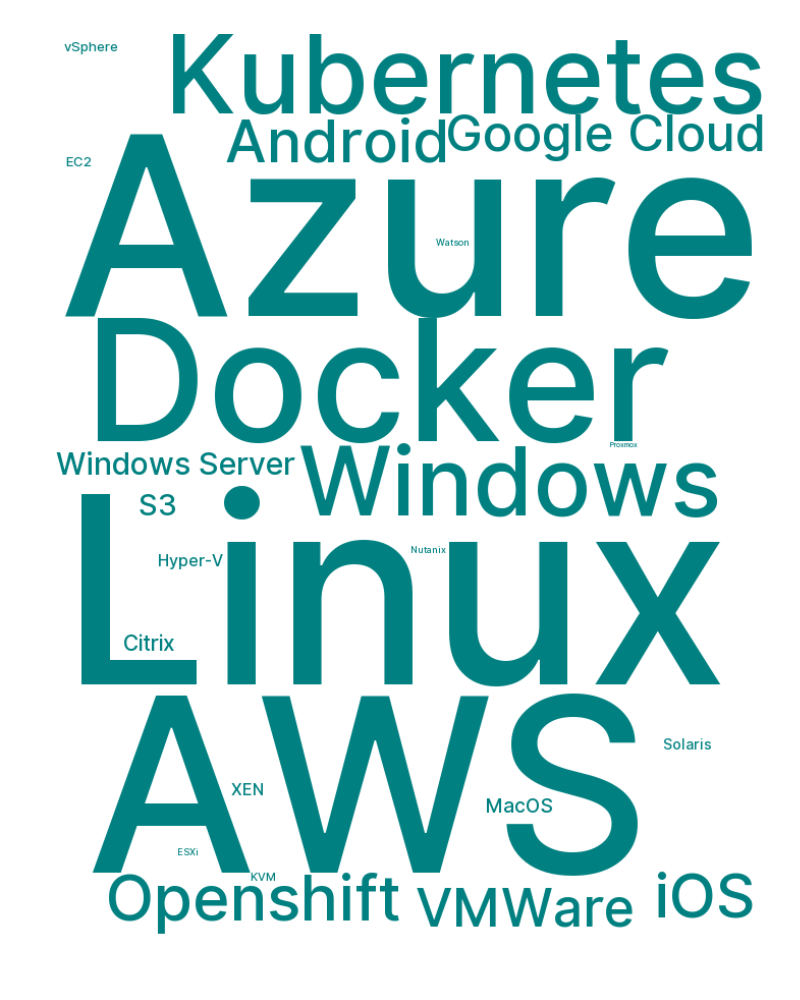 vSphere
Kubernetes
Android
Google Cloud
EC2
Azure
Watson
Docker
Proxmox
Windows Server
Windows
S3
Linux
Hyper-V
Nutanix
Citrix
AWS
Solaris
XEN
MacOS
ESXi
KVM
Openshift
VMWare
iOS